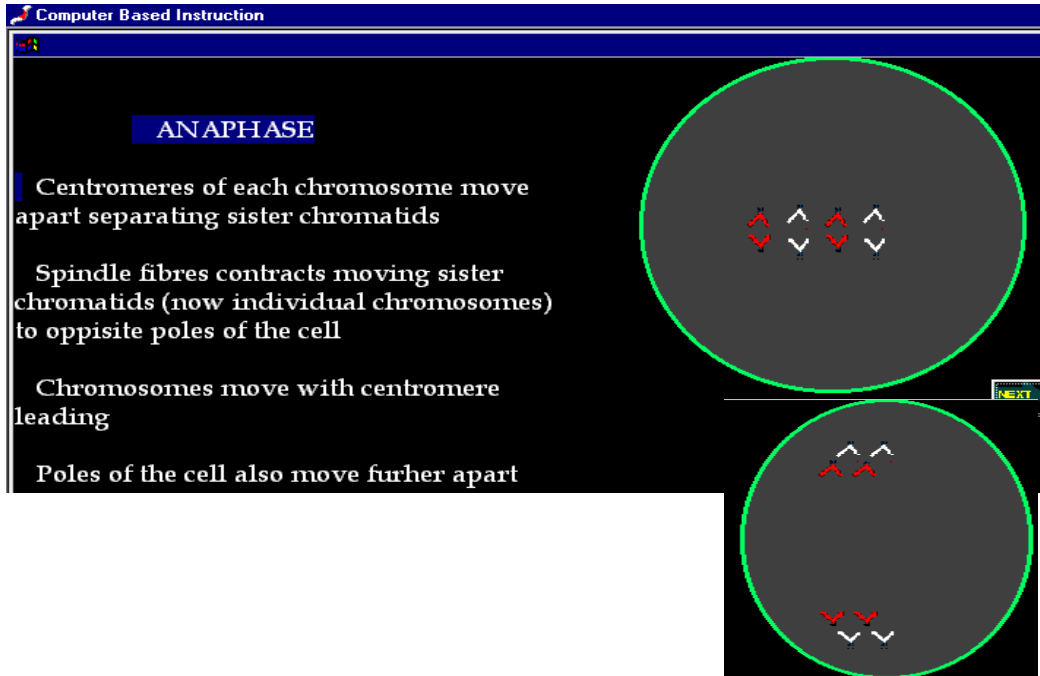 Computer Based Instruction
ANAPHASE
Centromeres of each chromosome move
apart separating sister chromatids
Spindle fibres contracts moving sister
chromatids (now individual chromosomes)
to oppisite poles of the cell
Chromosomes move with centromere
leading
NEXT
Poles of the cell also move furher apart